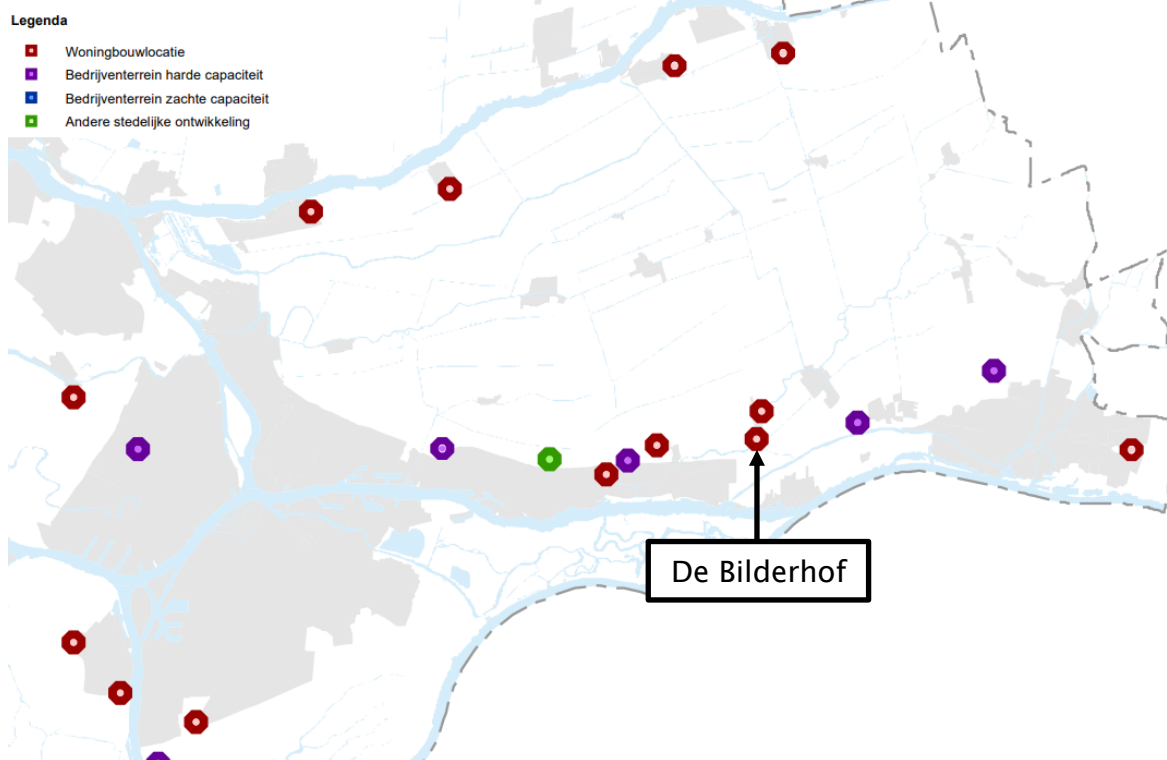 Legenda
Woningbouwlocatie
Bedrijventerrein harde capaciteit
Bedrijventerrein zachte capaciteit
Andere stedelijke ontwikkeling
De Bilderhof